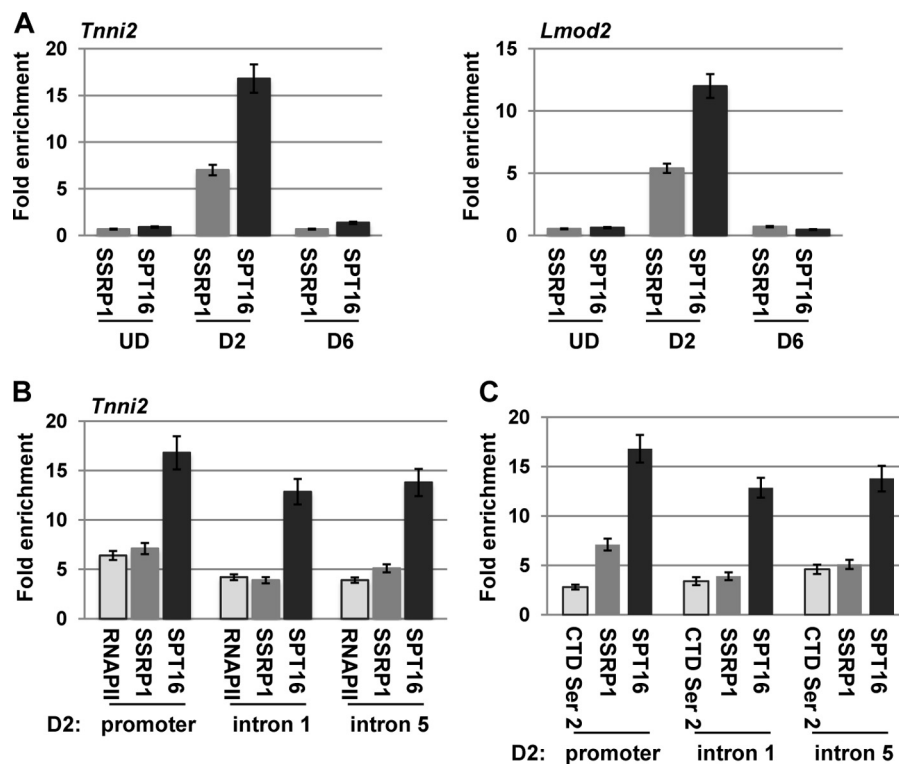 A
Tnni2
Fold enrichment
20
15
10
5
0
SSRP1
SPT16
SSRP1
SPT16
SSRP1
SPT16
UD
D2
D6
Lmod2
Fold enrichment
15
10
5
0
SSRP1
SPT16
SSRP1
SPT16
SSRP1
SPT16
UD
D2
D6
B
Tnni2
Fold enrichment
20
15
10
5
0
RNAPII
SSRP1
SPT16
RNAPII
SSRP1
SPT16
RNAPII
SSRP1
SPT16
D2:
promoter
intron 1
intron 5
C
Fold enrichment
20
15
10
5
0
CTD Ser 2
SSRP1
SPT16
CTD Ser 2
SSRP1
SPT16
CTD Ser 2
SSRP1
SPT16
D2:
promoter
intron 1
intron 5